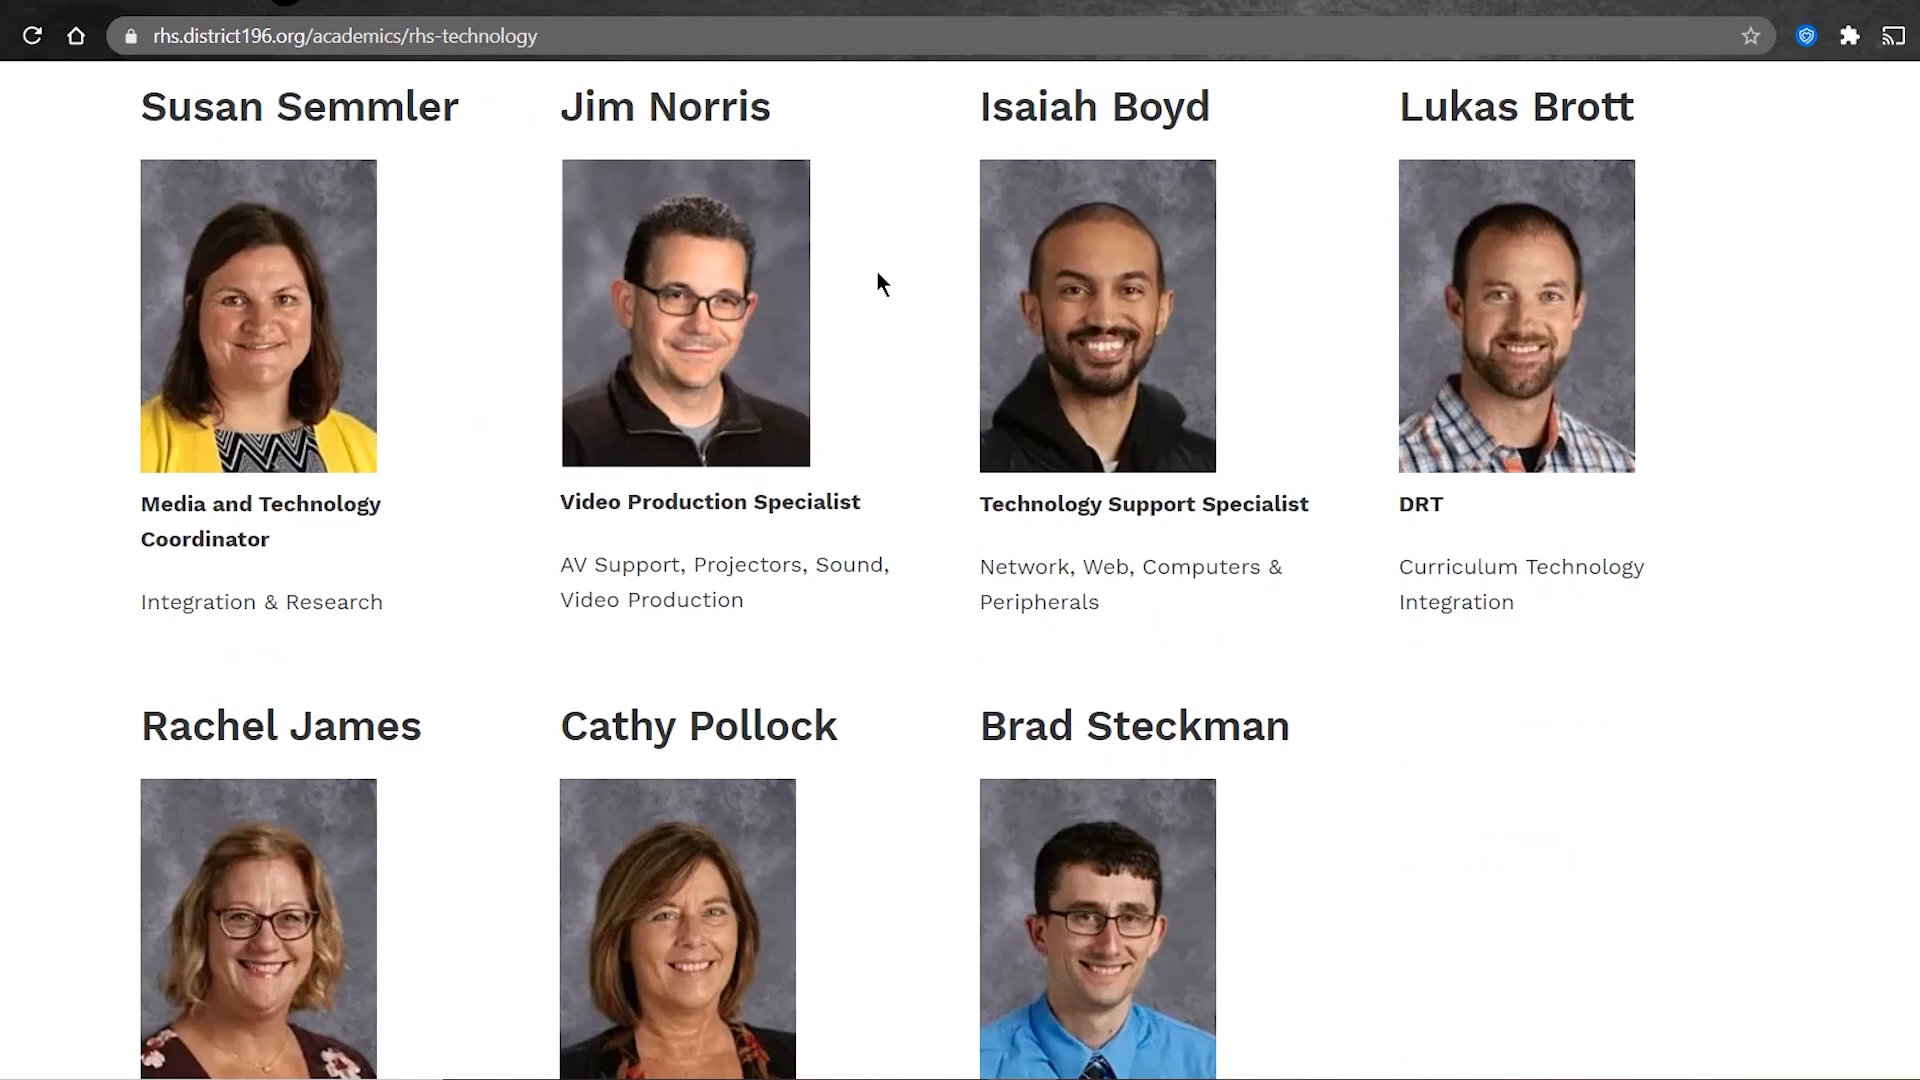 rhs.district196.org/academics/rhs-technology
Susan Semmler
Jim Norris
Isaiah Boyd
Lukas Brott
Media and Technology
Coordinator
Integration & Research
Video Production Specialist
AV Support, Projectors, Sound,
Video Production
Technology Support Specialist
Network, Web, Computers &
Peripherals
DRT
Curriculum Technology
Integration
Rachel James
Cathy Pollock
Brad Steckman